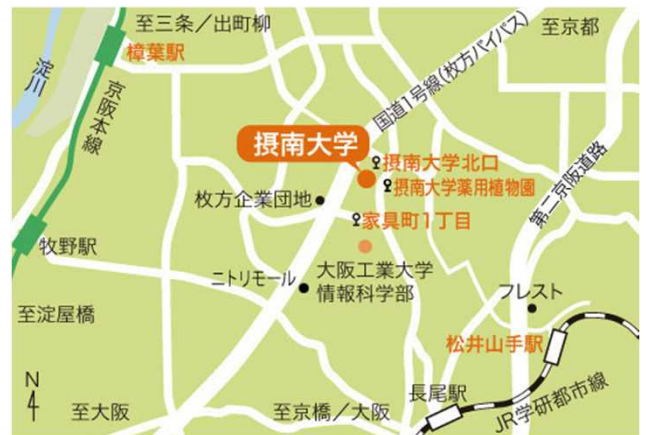 至三条／出町柳
至京都
樟葉駅
淀川
京阪本線
国道1号線(枚方バイパス)
摂南大学
摂南大学北口
摂南大学薬用植物園
第二京阪道路
枚方企業団地
家具町1丁目
牧野駅
ニトリモール
大阪工業大学
情報科学部
フレスト
至淀屋橋
松井山手駅
N
長尾駅
至大阪
至京橋／大阪
JR学研都市線